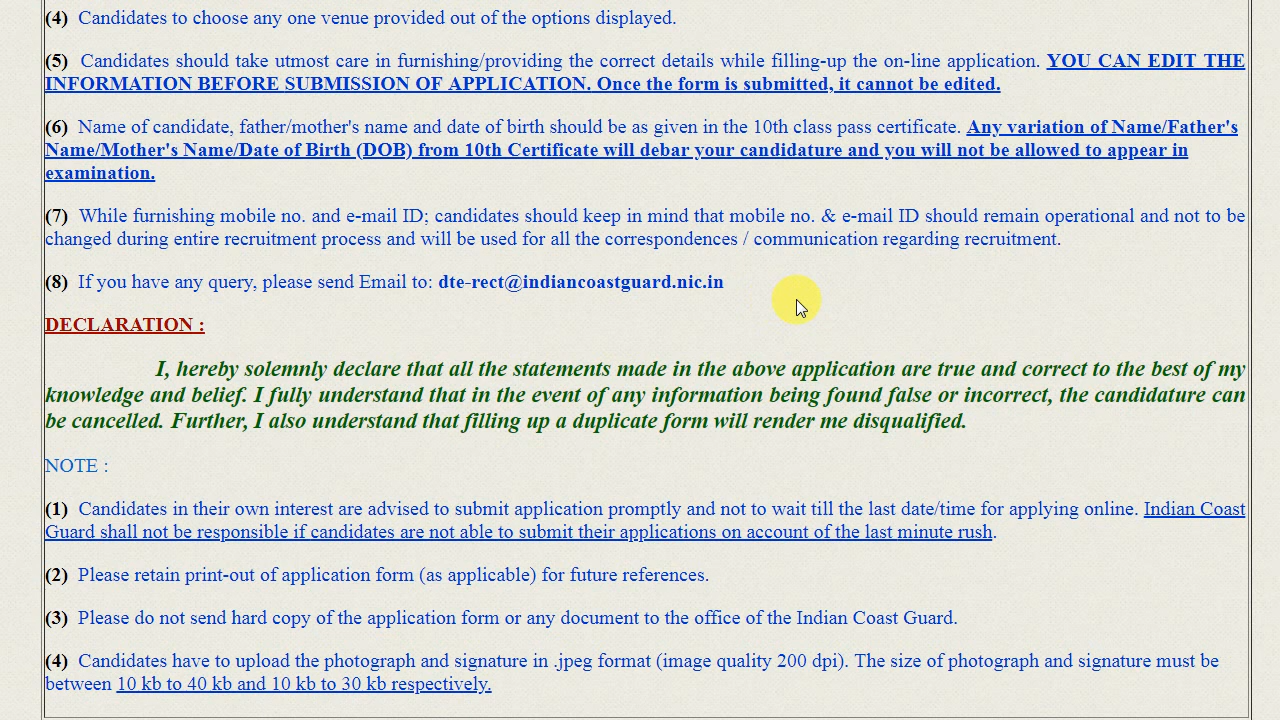 (4) Candidates to choose any one venue provided out of the options displayed.
(5) Candidates should take utmost care in furnishing/providing the correct details while filling-up the on-line application. YOU CAN EDIT THE
INFORMATION BEFORE SUBMISSION OF APPLICATION. Once the form is submitted, it cannot be edited.
(6) Name of candidate, father/mother's name and date of birth should be as given in the 10th class pass certificate. Any variation of Name/Father's
Name/Mother's Name/Date of Birth (DOB) from 10th Certificate will debar your candidature and you will not be allowed to appear in
examination.
(7) While furnishing mobile no. and e-mail ID; candidates should keep in mind that mobile no. & e-mail ID should remain operational and not to be
changed during entire recruitment process and will be used for all the correspondences / communication regarding recruitment.
(8) If you have any query, please send Email to: dte-rect@indiancoastguard.nic.in
DECLARATION :
I, hereby solemnly declare that all the statements made in the above application are true and correct to the best of my
knowledge and belief. I fully understand that in the event of any information being found false or incorrect, the candidature can
be cancelled. Further, I also understand that filling up a duplicate form will render me disqualified.
NOTE :
(1) Candidates in their own interest are advised to submit application promptly and not to wait till the last date/time for applying online. Indian Coast
Guard shall not be responsible if candidates are not able to submit their applications on account of the last minute rush.
(2) Please retain print-out of application form (as applicable) for future references.
(3) Please do not send hard copy of the application form or any document to the office of the Indian Coast Guard.
(4) Candidates have to upload the photograph and signature in .jpeg format (image quality 200 dpi). The size of photograph and signature must be
between 10 kb to 40 kb and 10 kb to 30 kb respectively.